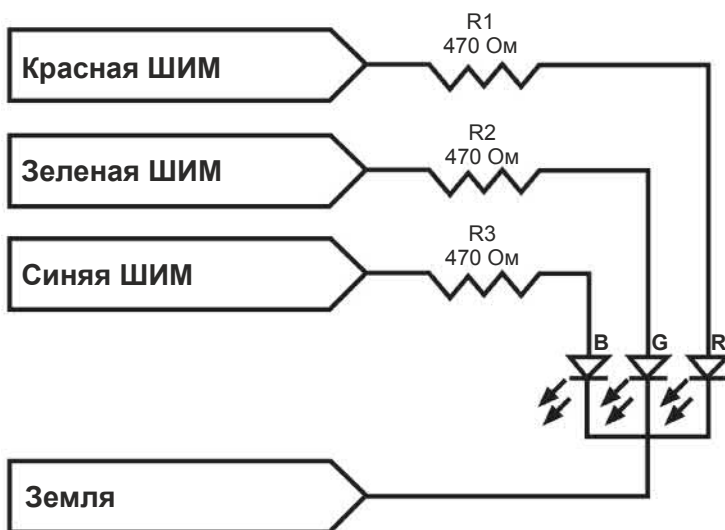 R1
470 Ом
Красная ШИМ
R2
470 Ом
Зеленая ШИМ
R3
470 Ом
Синяя ШИМ
B G R
Земля